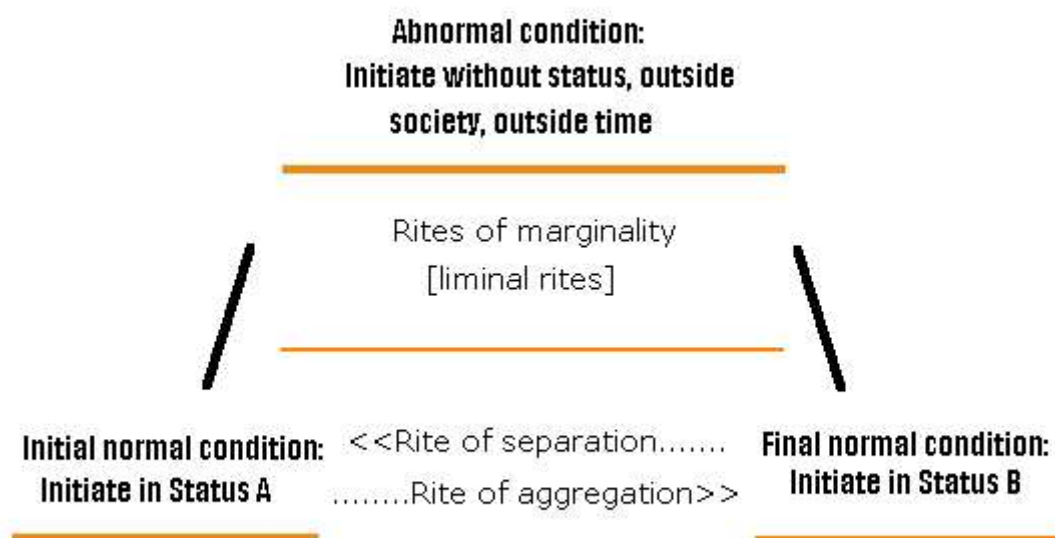 Abnormal condition:
Initiate without status, outside
society, outside time
Rites of marginality
[liminal rites]
Initial normal condition:
Initiate in Status A
<<Rite of separation.......
........Rite of aggregation>>
Final normal condition:
Initiate in Status B